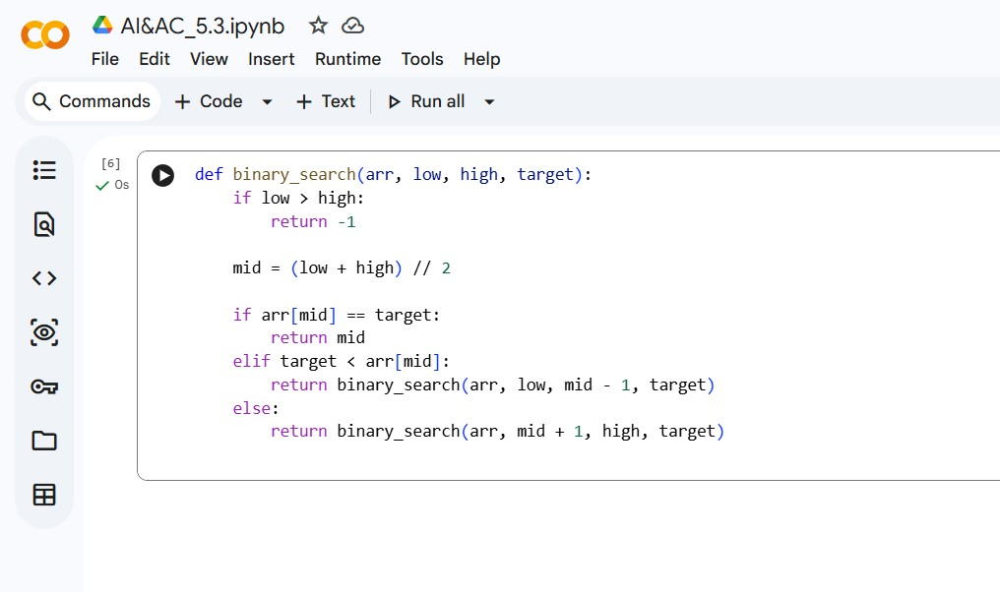 AI&AC_5.3.ipynb
File Edit View Insert Runtime Tools Help
Commands + Code + Text Run all
[6]
0s
def binary_search(arr, low, high, target):
    if low > high:
        return -1

    mid = (low + high) // 2

    if arr[mid] == target:
        return mid
    elif target < arr[mid]:
        return binary_search(arr, low, mid - 1, target)
    else:
        return binary_search(arr, mid + 1, high, target)